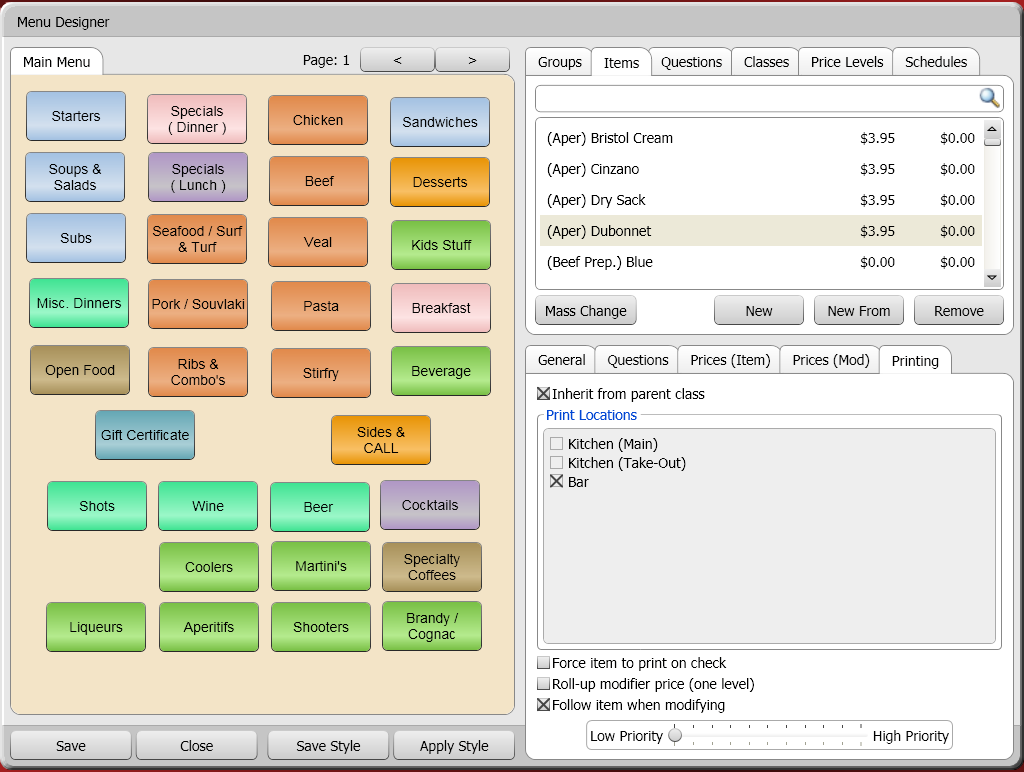 Menu Designer
Main Menu
Page: 1
<
>
Starters
Specials
( Dinner )
Chicken
Sandwiches
Soups &
Salads
Specials
( Lunch )
Beef
Desserts
Subs
Seafood / Surf
& Turf
Veal
Kids Stuff
Misc. Dinners
Pork / Souvlaki
Pasta
Breakfast
Open Food
Ribs &
Combo's
Stirfry
Beverage
Gift Certificate
Sides &
CALL
Shots
Wine
Beer
Cocktails
Coolers
Martini's
Specialty
Coffees
Liqueurs
Aperitifs
Shooters
Brandy /
Cognac
Save
Close
Save Style
Apply Style
Groups
Items
Questions
Classes
Price Levels
Schedules
(Aper) Bristol Cream $3.95 $0.00
(Aper) Cinzano $3.95 $0.00
(Aper) Dry Sack $3.95 $0.00
(Aper) Dubonnet $3.95 $0.00
(Beef Prep.) Blue $0.00 $0.00
Mass Change
New
New From
Remove
General
Questions
Prices (Item)
Prices (Mod)
Printing
Inherit from parent class
Print Locations
Kitchen (Main)
Kitchen (Take-Out)
Bar
Force item to print on check
Roll-up modifier price (one level)
Follow item when modifying
Low Priority
High Priority